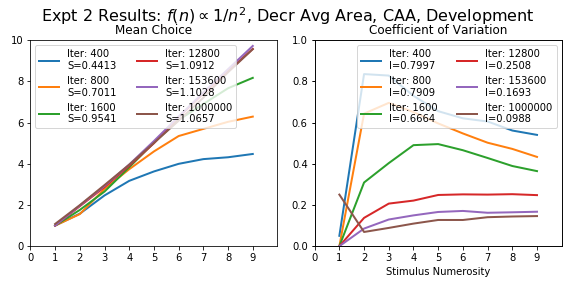 Expt 2 Results: f(n) ∝ 1/n², Decr Avg Area, CAA, Development
Mean Choice
Iter: 400
S=0.4413
Iter: 800
S=0.7011
Iter: 1600
S=0.9541
Iter: 12800
S=1.0912
Iter: 153600
S=1.1028
Iter: 1000000
S=1.0657
10
8
6
4
2
0
0 1 2 3 4 5 6 7 8 9
Coefficient of Variation
Iter: 400
I=0.7997
Iter: 800
I=0.7909
Iter: 1600
I=0.6664
Iter: 12800
I=0.2508
Iter: 153600
I=0.1693
Iter: 1000000
I=0.0988
1.0
0.8
0.6
0.4
0.2
0.0
0 1 2 3 4 5 6 7 8 9
Stimulus Numerosity